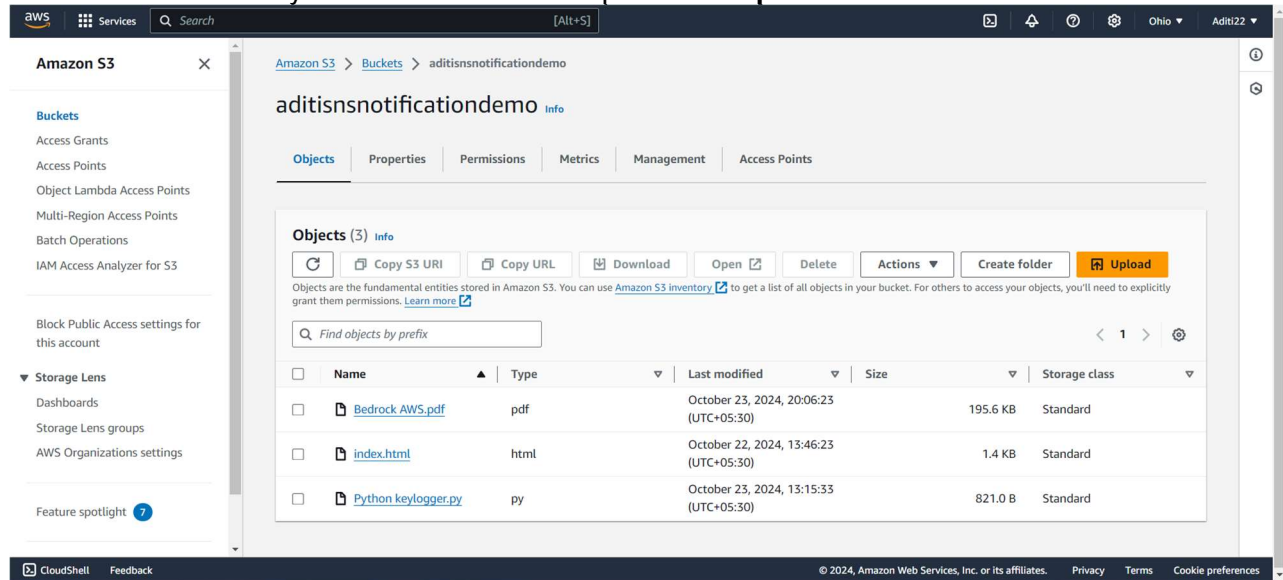 aws Services Search [Alt+S] Ohio Aditi22
Amazon S3
Buckets
Access Grants
Access Points
Object Lambda Access Points
Multi-Region Access Points
Batch Operations
IAM Access Analyzer for S3
Block Public Access settings for
this account
Storage Lens
Dashboards
Storage Lens groups
AWS Organizations settings
Feature spotlight 7
Amazon S3 > Buckets > aditisnsnotificationdemo
aditisnsnotificationdemo Info
Objects Properties Permissions Metrics Management Access Points
Objects (3) Info
Copy S3 URI Copy URL Download Open Delete Actions Create folder Upload
Objects are the fundamental entities stored in Amazon S3. You can use Amazon S3 inventory to get a list of all objects in your bucket. For others to access your objects, you'll need to explicitly
grant them permissions. Learn more
Find objects by prefix
< 1 >
Name Type Last modified Size Storage class
Bedrock AWS.pdf pdf October 23, 2024, 20:06:23 (UTC+05:30) 195.6 KB Standard
index.html html October 22, 2024, 13:46:23 (UTC+05:30) 1.4 KB Standard
Python keylogger.py py October 23, 2024, 13:15:33 (UTC+05:30) 821.0 B Standard
CloudShell Feedback © 2024, Amazon Web Services, Inc. or its affiliates. Privacy Terms Cookie preferences